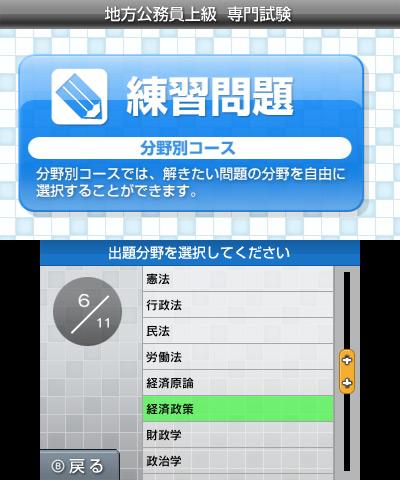 地方公務員上級 専門試験
練習問題
分野別コース
分野別コースでは、解きたい問題の分野を自由に
選択することができます。
出題分野を選択してください
6/11
憲法
行政法
民法
労働法
経済原論
経済政策
財政学
政治学
Ⓑ戻る